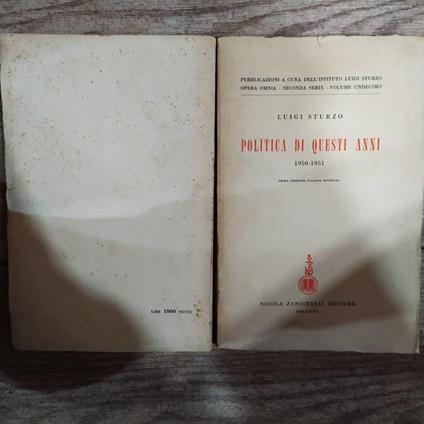 LIRE 1800 NETTE
PUBBLICAZIONI A CURA DELL'ISTITUTO LUIGI STURZO
OPERA OMNIA - SECONDA SERIE - VOLUME UNDECIMO
LUIGI STURZO
POLITICA DI QUESTI ANNI
1950-1951
PRIMA EDIZIONE ITALIANA RIVEDUTA
NICOLA ZANICHELLI EDITORE
BOLOGNA